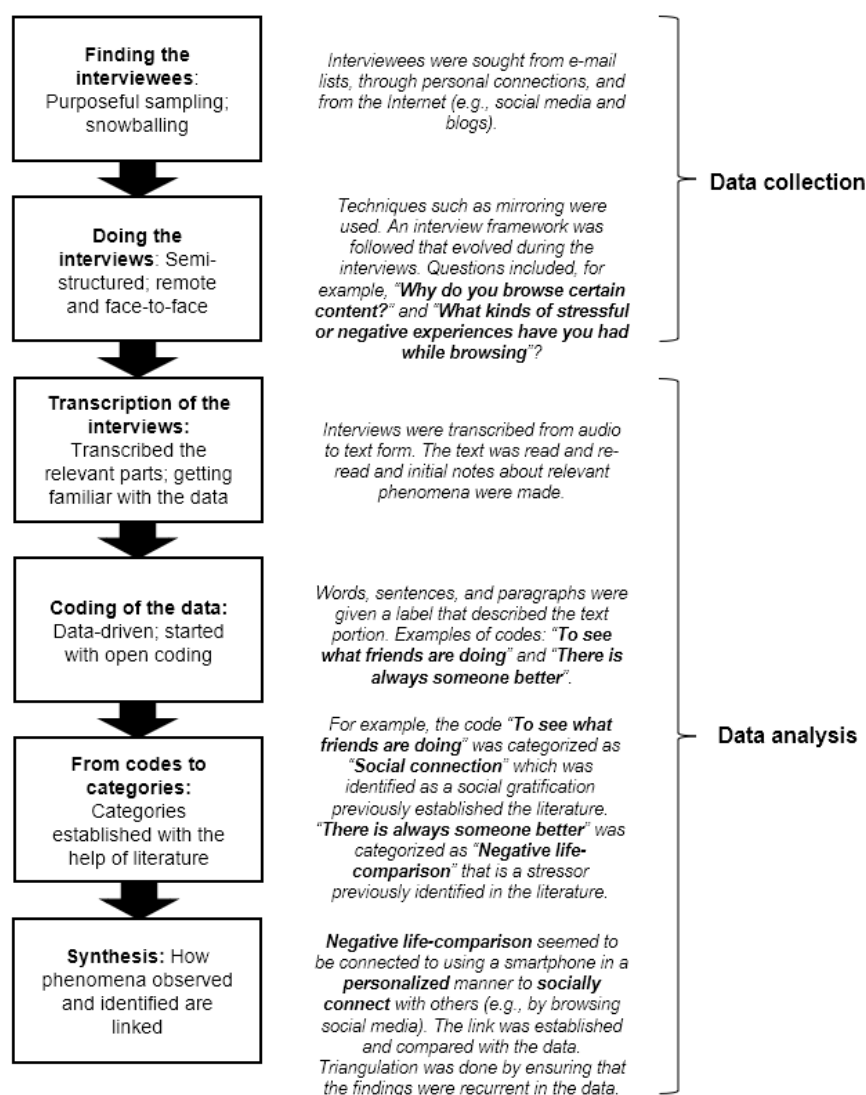 Finding the
interviewees:
Purposeful sampling;
snowballing
Interviewees were sought from e-mail
lists, through personal connections, and
from the Internet (e.g., social media and
blogs).
Data collection
Doing the
interviews: Semi-
structured; remote
and face-to-face
Techniques such as mirroring were
used. An interview framework was
followed that evolved during the
interviews. Questions included, for
example, “Why do you browse certain
content?” and “What kinds of stressful
or negative experiences have you had
while browsing”?
Transcription of the
interviews:
Transcribed the
relevant parts; getting
familiar with the data
Interviews were transcribed from audio
to text form. The text was read and re-
read and initial notes about relevant
phenomena were made.
Coding of the data:
Data-driven; started
with open coding
Words, sentences, and paragraphs were
given a label that described the text
portion. Examples of codes: “To see
what friends are doing” and “There is
always someone better”.
Data analysis
From codes to
categories:
Categories
established with the
help of literature
For example, the code “To see what
friends are doing” was categorized as
“Social connection” which was
identified as a social gratification
previously established the literature.
“There is always someone better” was
categorized as “Negative life-
comparison” that is a stressor
previously identified in the literature.
Synthesis: How
phenomena observed
and identified are
linked
Negative life-comparison seemed to
be connected to using a smartphone in a
personalized manner to socially
connect with others (e.g., by browsing
social media). The link was established
and compared with the data.
Triangulation was done by ensuring that
the findings were recurrent in the data.